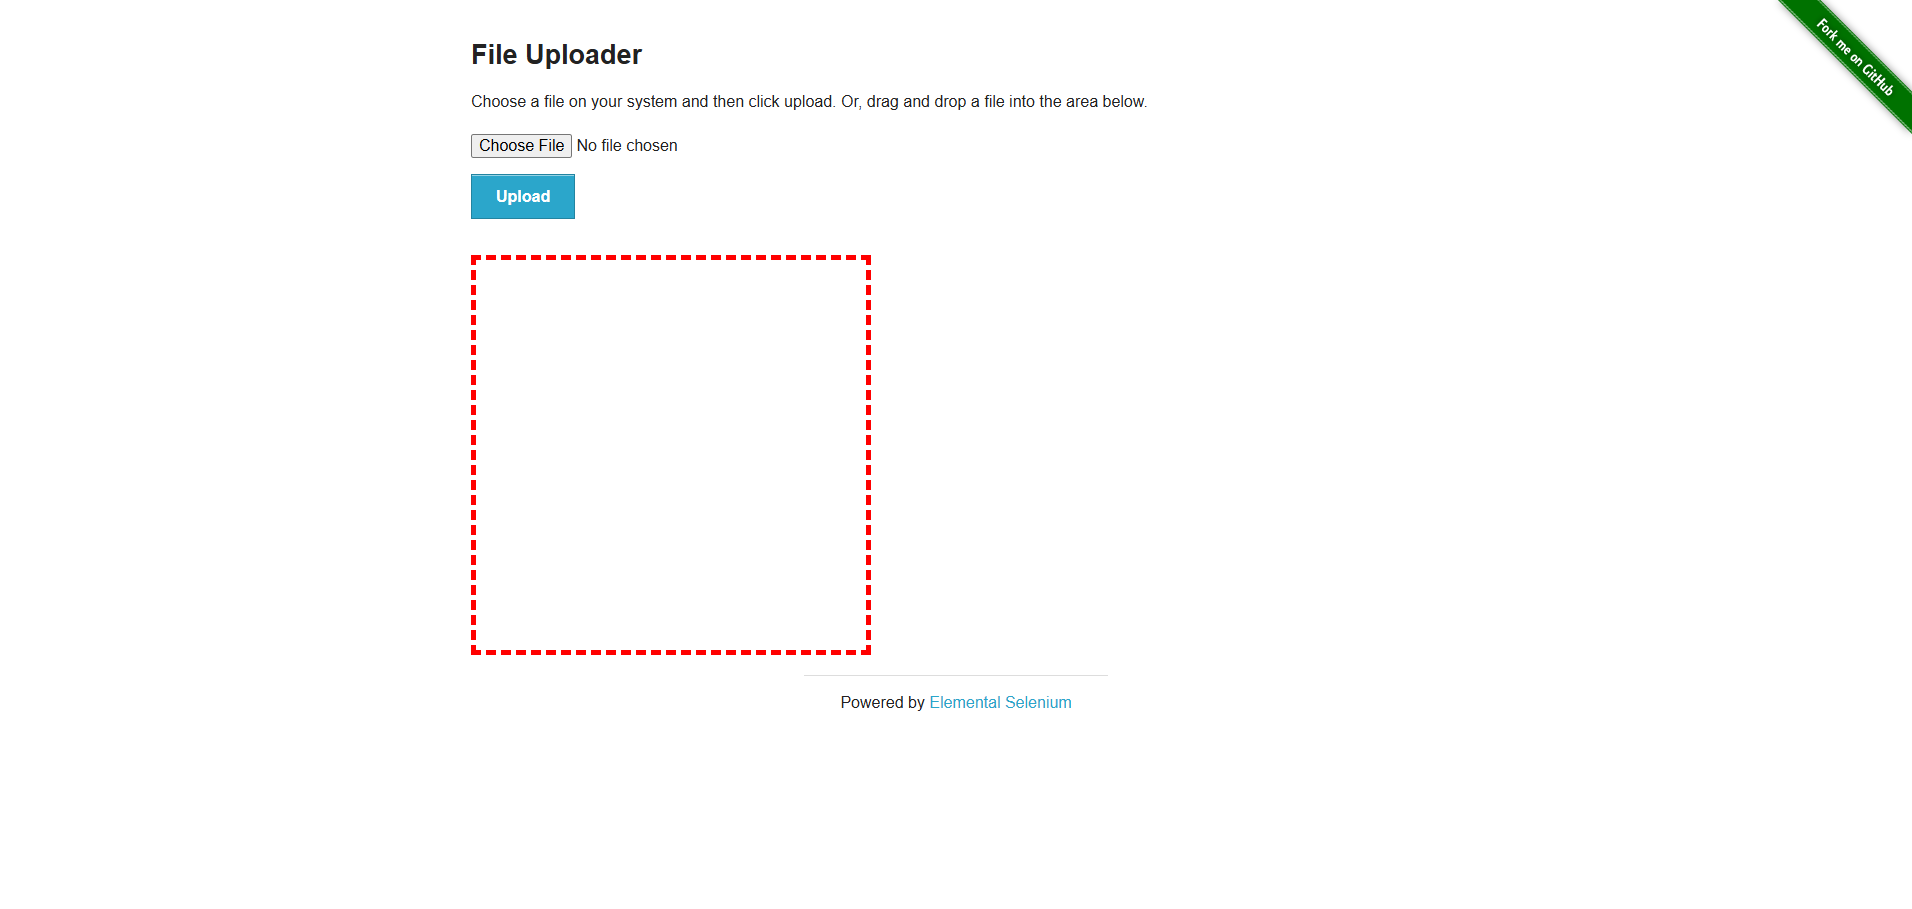 File Uploader
Fork me on GitHub
Choose a file on your system and then click upload. Or, drag and drop a file into the area below.
Choose File No file chosen
Upload
Powered by Elemental Selenium